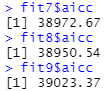 > fit7$aicc
[1] 38972.67
> fit8$aicc
[1] 38950.54
> fit9$aicc
[1] 39023.37